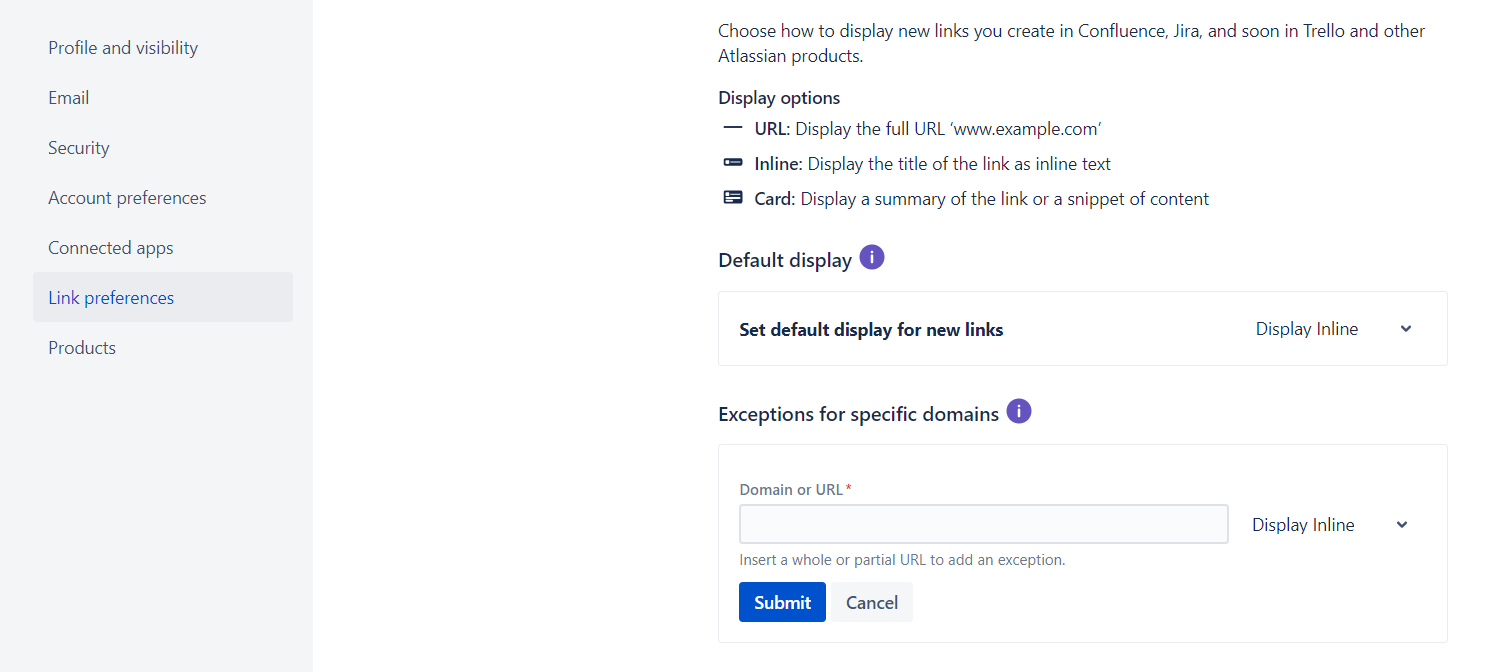 Profile and visibility
Email
Security
Account preferences
Connected apps
Link preferences
Products
Choose how to display new links you create in Confluence, Jira, and soon in Trello and other
Atlassian products.
Display options
URL: Display the full URL ‘www.example.com’
Inline: Display the title of the link as inline text
Card: Display a summary of the link or a snippet of content
Default display i
Set default display for new links Display Inline
Exceptions for specific domains i
Domain or URL*
Display Inline
Insert a whole or partial URL to add an exception.
Submit Cancel